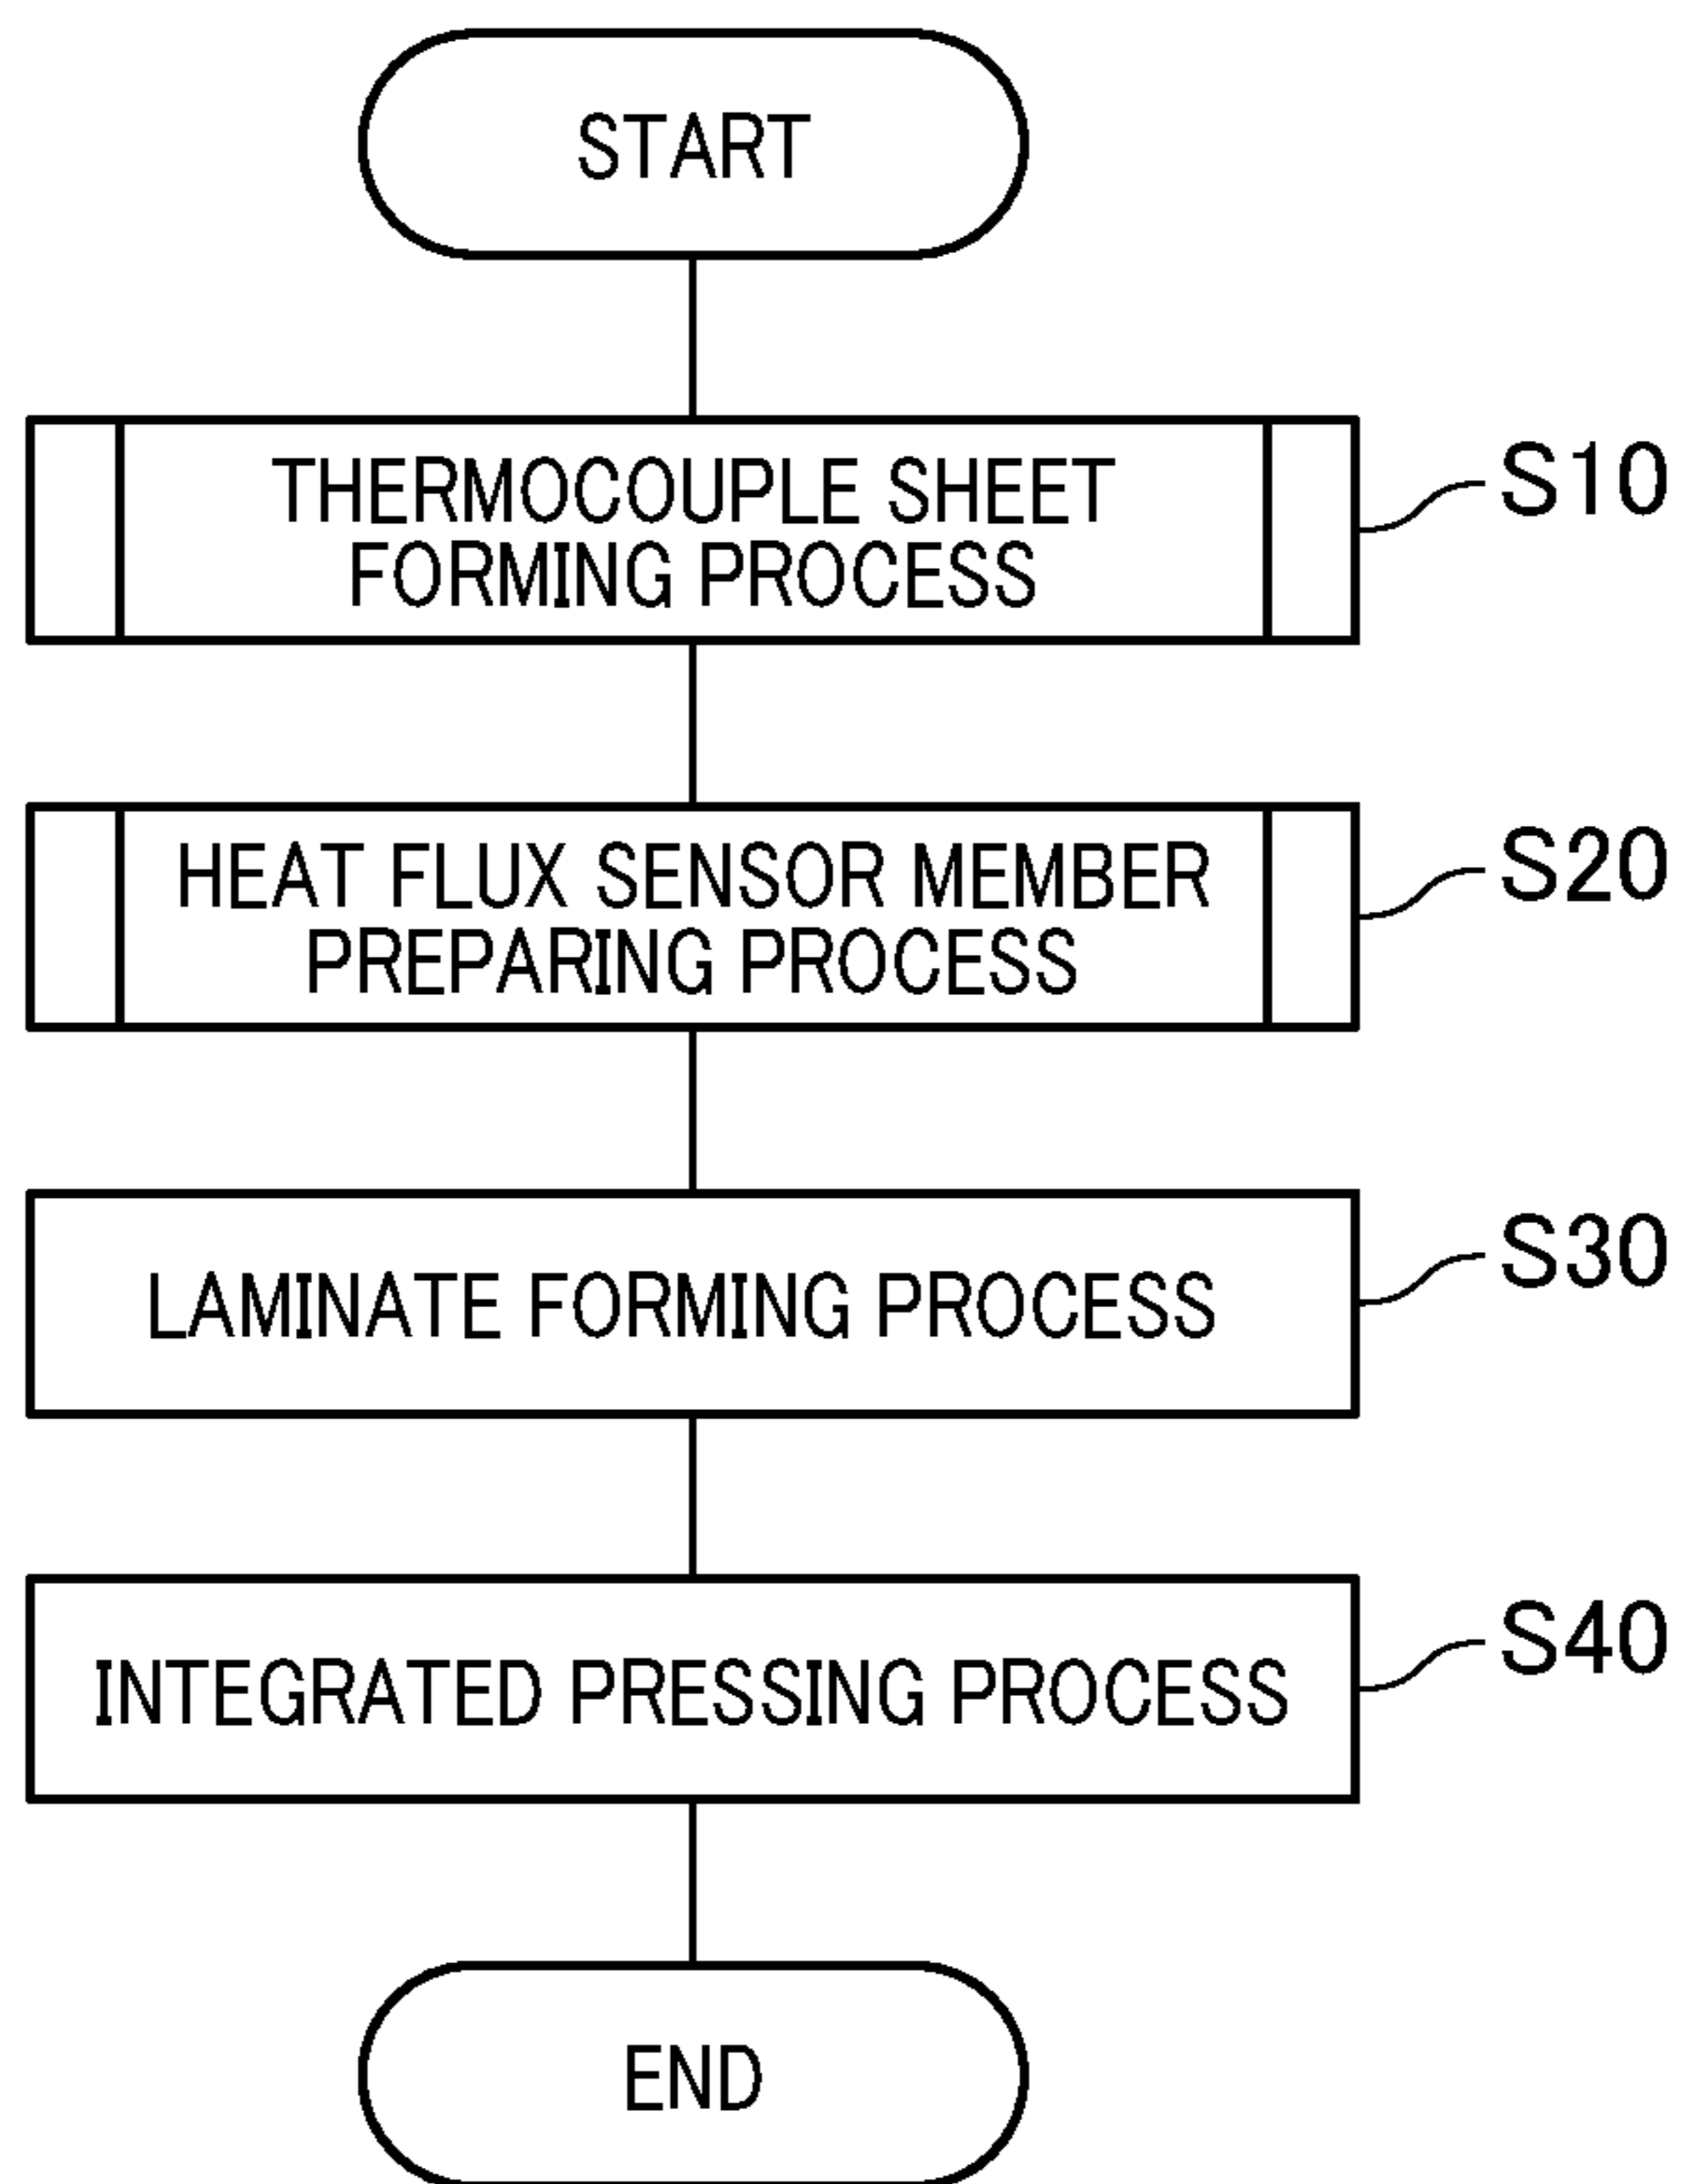 START
THERMOCOUPLE SHEET
FORMING PROCESS
S10
HEAT FLUX SENSOR MEMBER
PREPARING PROCESS
S20
LAMINATE FORMING PROCESS
S30
INTEGRATED PRESSING PROCESS
S40
END